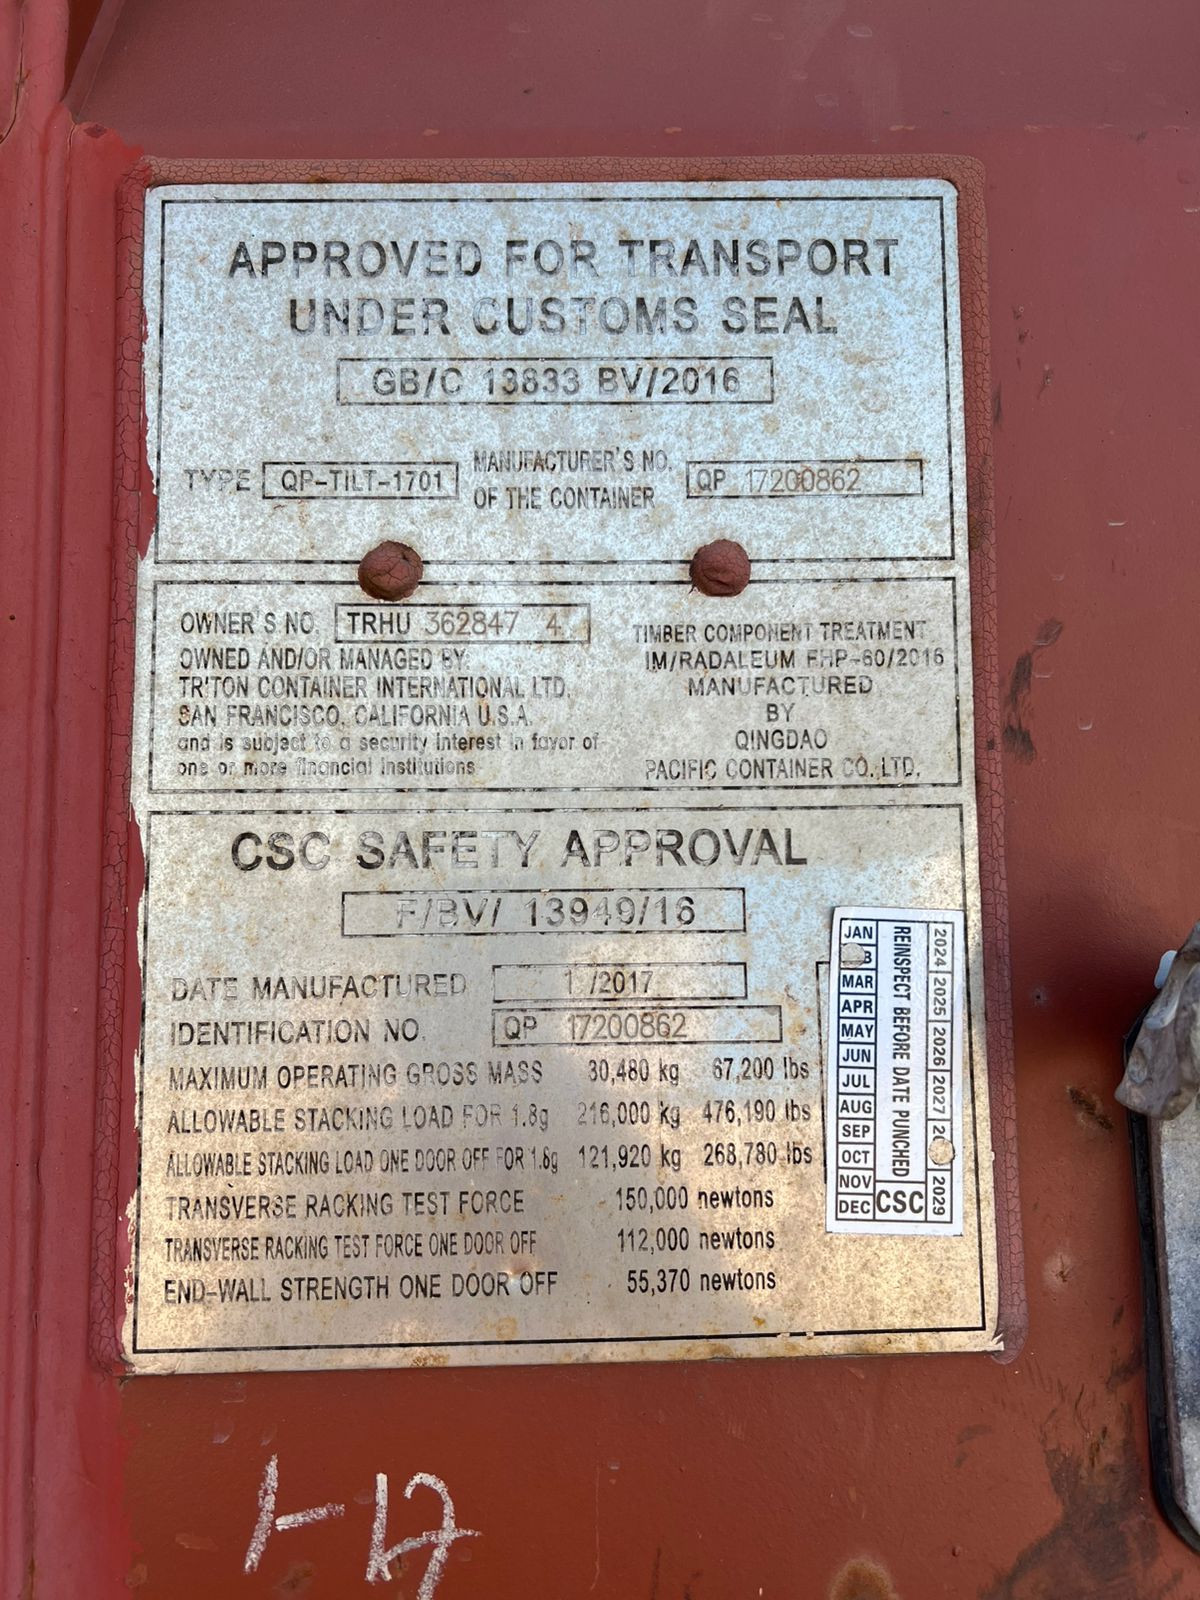 APPROVED FOR TRANSPORT
UNDER CUSTOMS SEAL
GB/C 13833 BV/2016
TYPE QP-TILT-1701
MANUFACTURER'S NO.
OF THE CONTAINER
QP 17200862
OWNER'S NO. TRHU 362847 4
OWNED AND/OR MANAGED BY:
TRITON CONTAINER INTERNATIONAL LTD.
SAN FRANCISCO, CALIFORNIA U.S.A.
and is subject to a security interest in favor of
one or more financial institutions
TIMBER COMPONENT TREATMENT
IM/RADALEUM FHP-60/2016
MANUFACTURED
BY
QINGDAO
PACIFIC CONTAINER CO.,LTD.
CSC SAFETY APPROVAL
F/BV/ 13949/16
DATE MANUFACTURED 1 /2017
IDENTIFICATION NO. QP 17200862
MAXIMUM OPERATING GROSS MASS 30,480 kg 67,200 lbs
ALLOWABLE STACKING LOAD FOR 1.8g 216,000 kg 476,190 lbs
ALLOWABLE STACKING LOAD ONE DOOR OFF FOR 1.8g 121,920 kg 268,780 lbs
TRANSVERSE RACKING TEST FORCE 150,000 newtons
TRANSVERSE RACKING TEST FORCE ONE DOOR OFF 112,000 newtons
END-WALL STRENGTH ONE DOOR OFF 55,370 newtons
JAN
MAR
APR
MAY
JUN
JUL
AUG
SEP
OCT
NOV
DEC
REINSPECT BEFORE DATE PUNCHED
CSC
2024 2025 2026 2027 2029